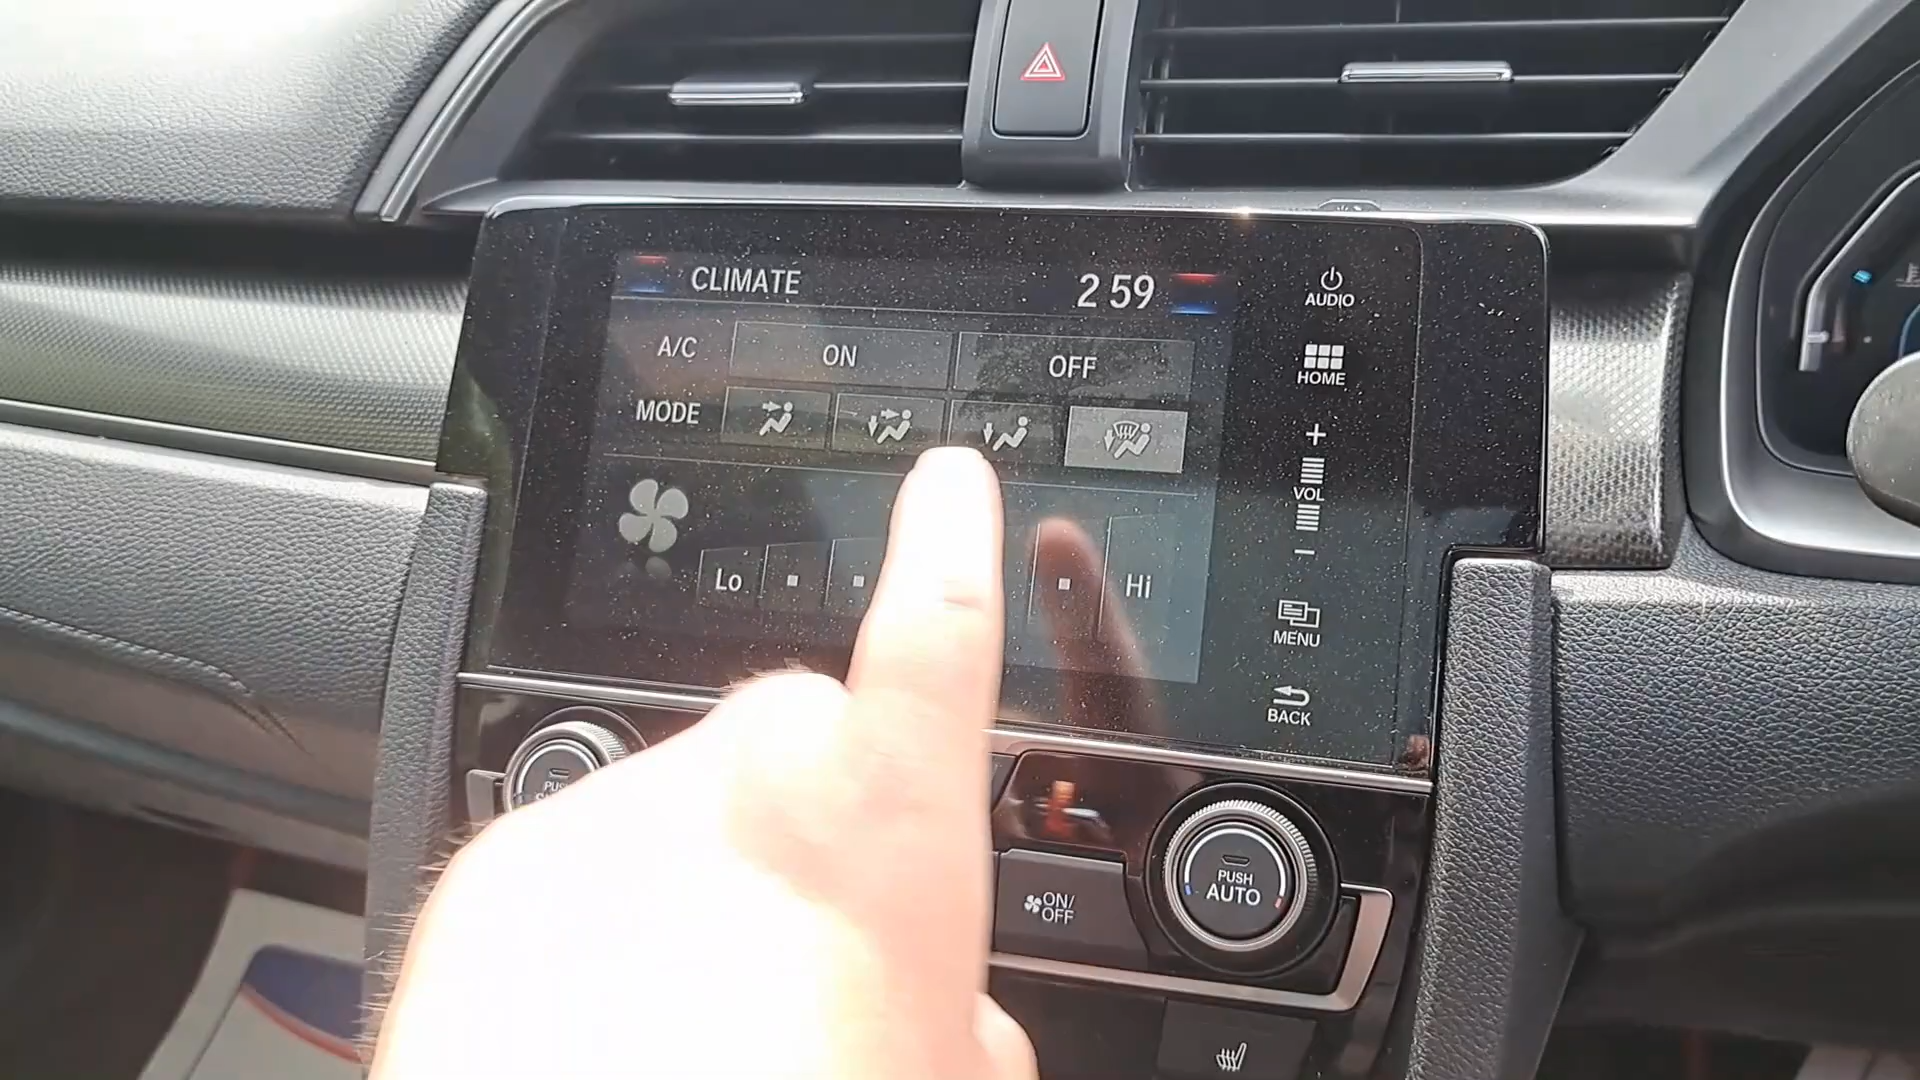 CLIMATE
2 59
A/C
ON
OFF
MODE
Lo
Hi
AUDIO
HOME
+
VOL
-
MENU
BACK
PUSH
AUTO
ON/
OFF